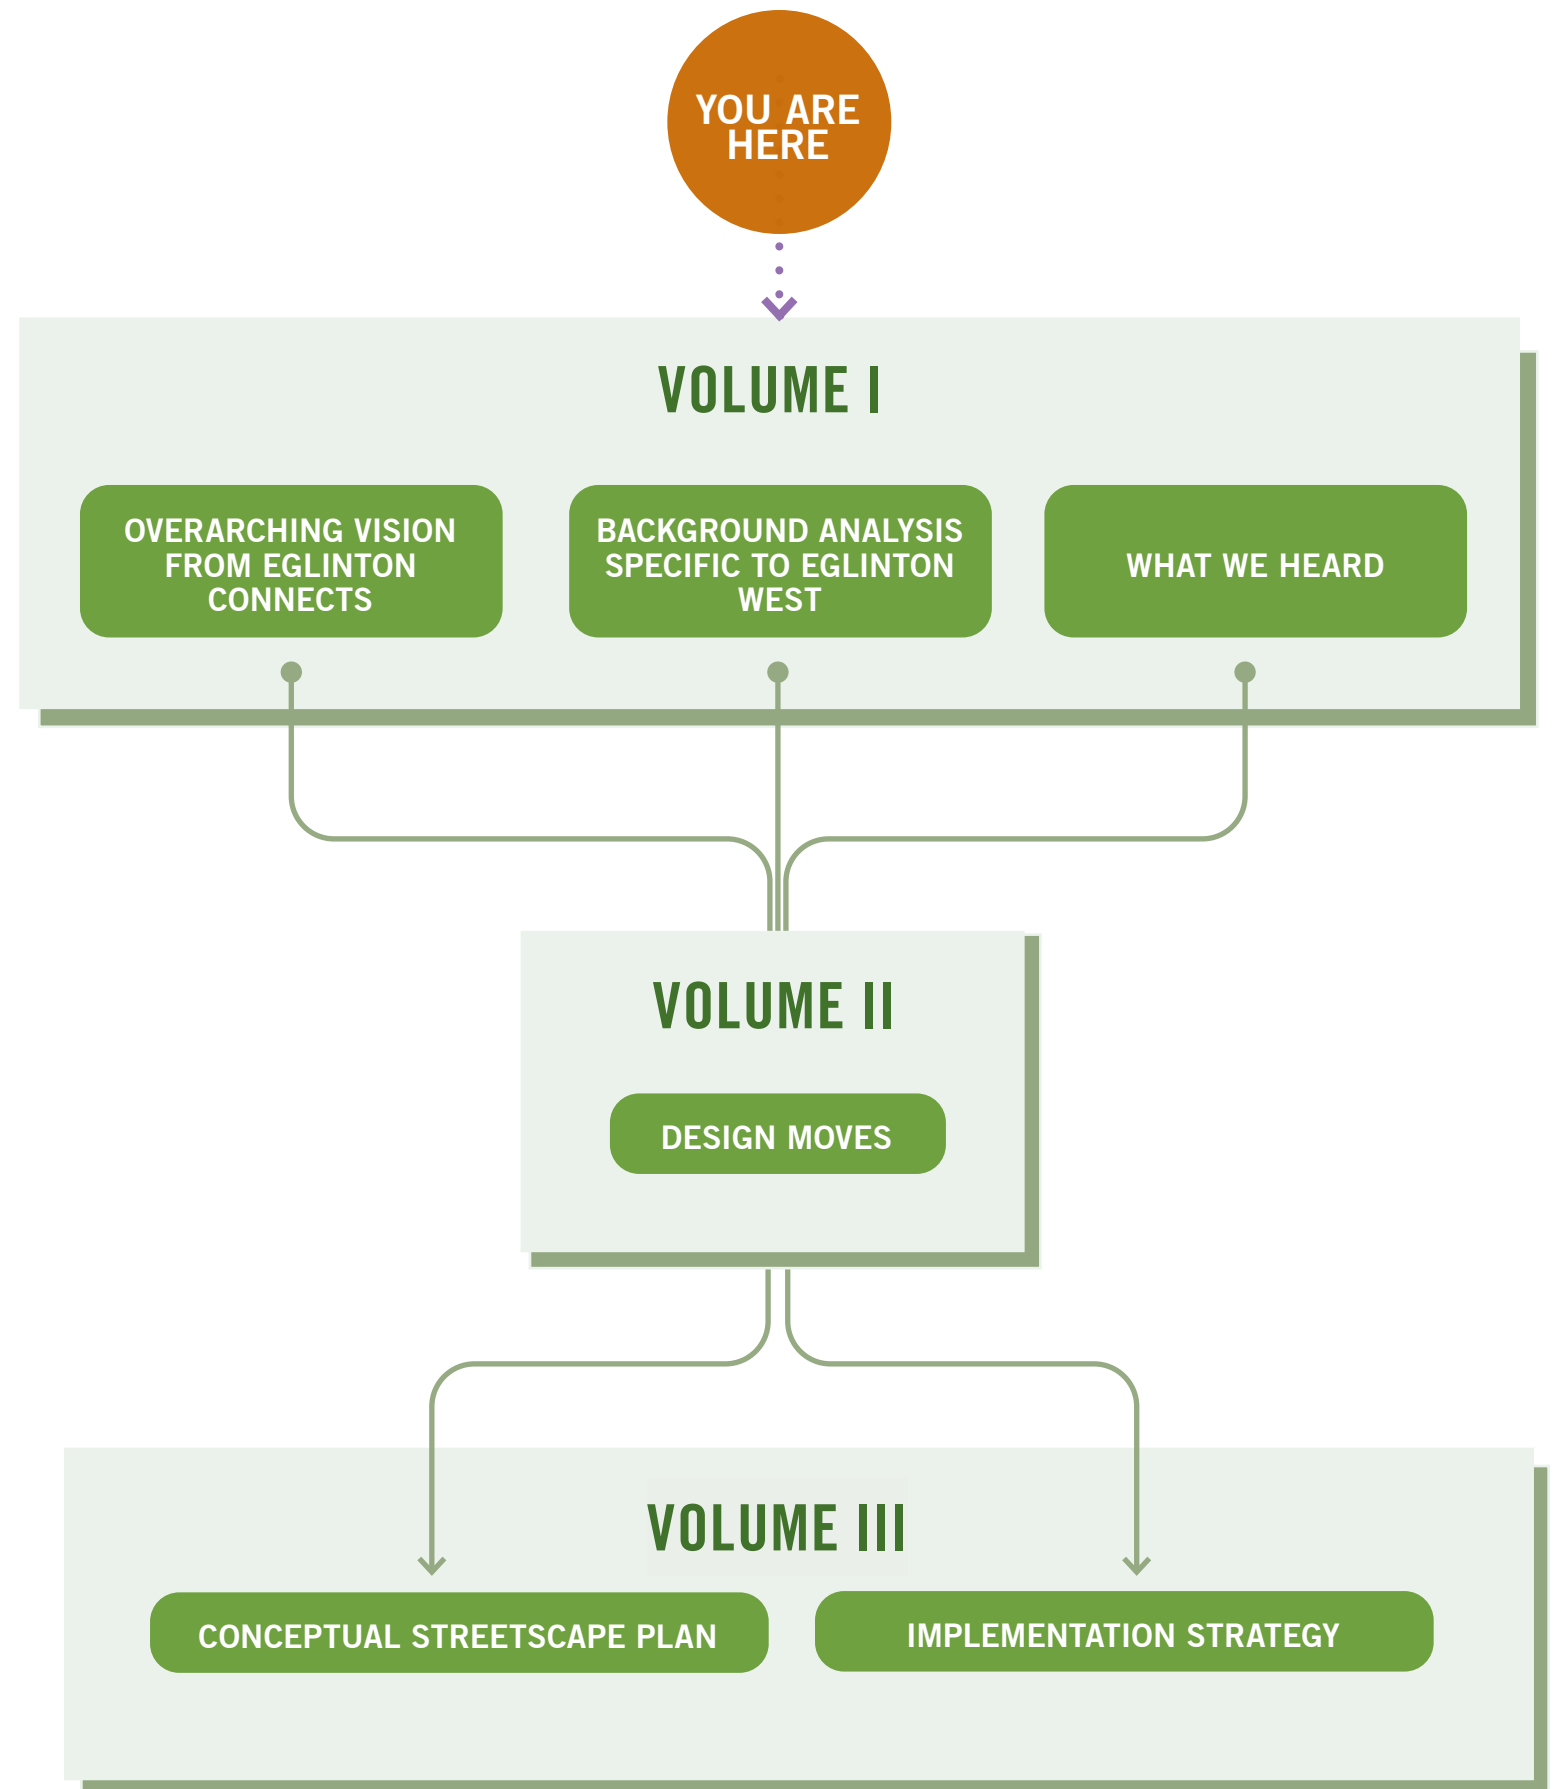 YOU ARE
HERE
VOLUME I
OVERARCHING VISION
FROM EGLINTON
CONNECTS
BACKGROUND ANALYSIS
SPECIFIC TO EGLINTON
WEST
WHAT WE HEARD
VOLUME II
DESIGN MOVES
VOLUME III
CONCEPTUAL STREETSCAPE PLAN
IMPLEMENTATION STRATEGY